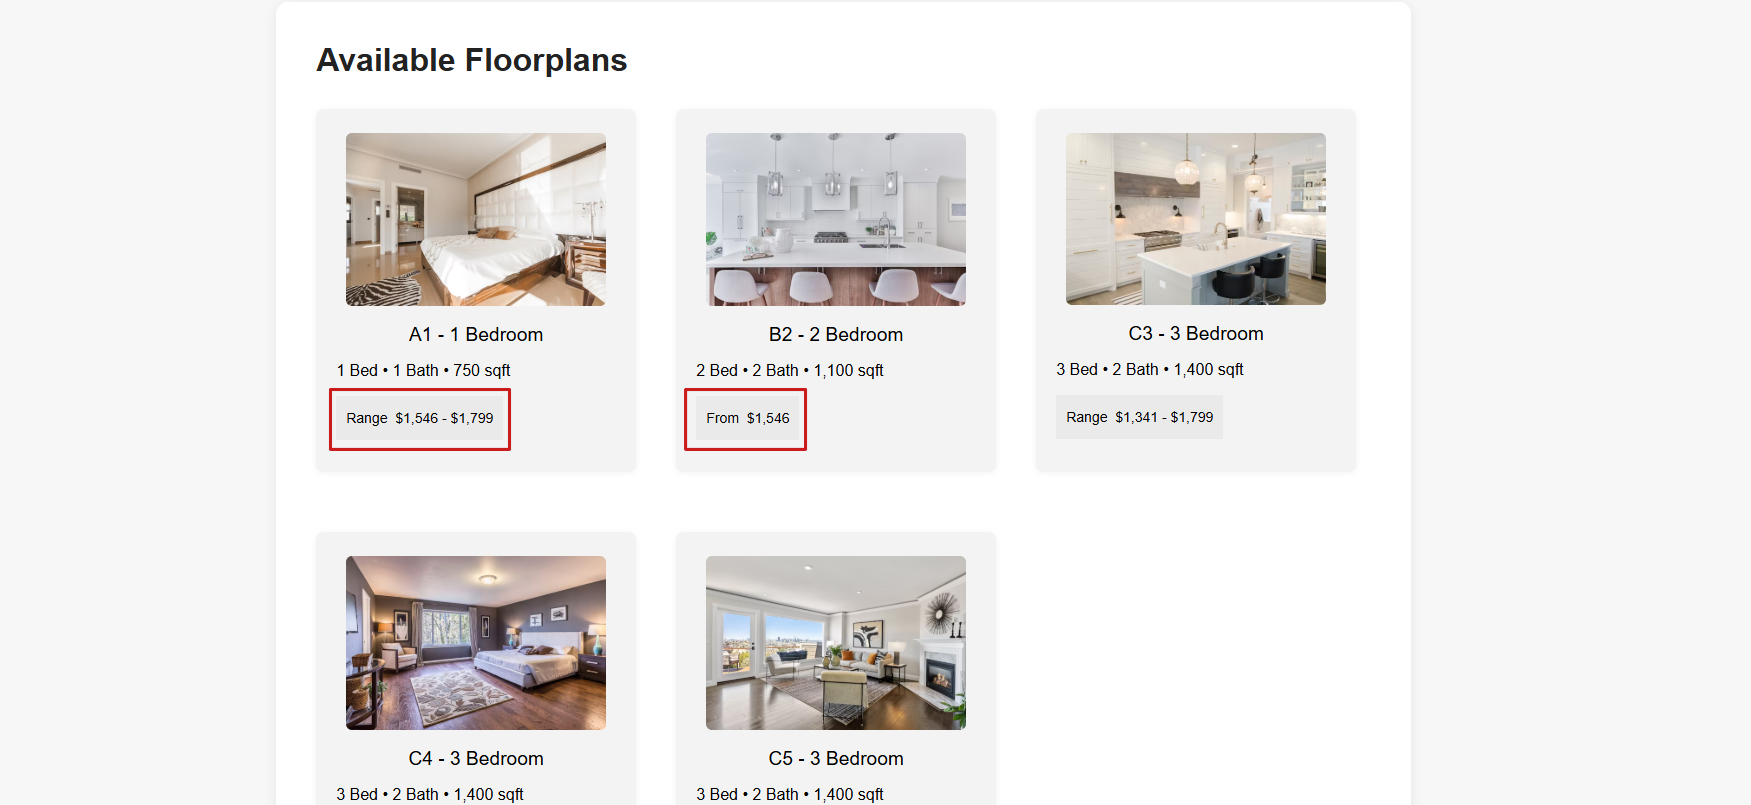 Available Floorplans
A1 - 1 Bedroom
1 Bed • 1 Bath • 750 sqft
Range $1,546 - $1,799
B2 - 2 Bedroom
2 Bed • 2 Bath • 1,100 sqft
From $1,546
C3 - 3 Bedroom
3 Bed • 2 Bath • 1,400 sqft
Range $1,341 - $1,799
C4 - 3 Bedroom
3 Bed • 2 Bath • 1,400 sqft
C5 - 3 Bedroom
3 Bed • 2 Bath • 1,400 sqft